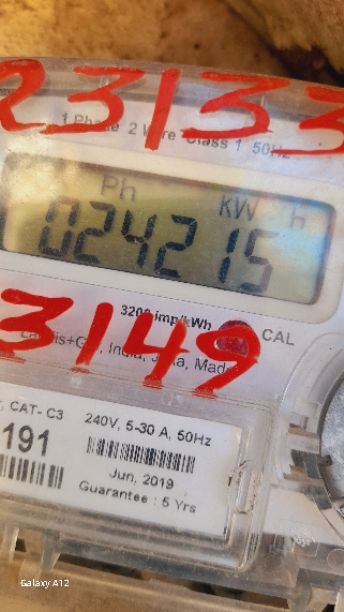 23133
1 Phase 2 Wire Class 1 50Hz
Ph kW h
024215
3200 imp/kWh
CAL
3149
India,
CAT- C3 240V, 5-30 A, 50Hz
191
Jun, 2019
Guarantee : 5 Yrs
Galaxy A12